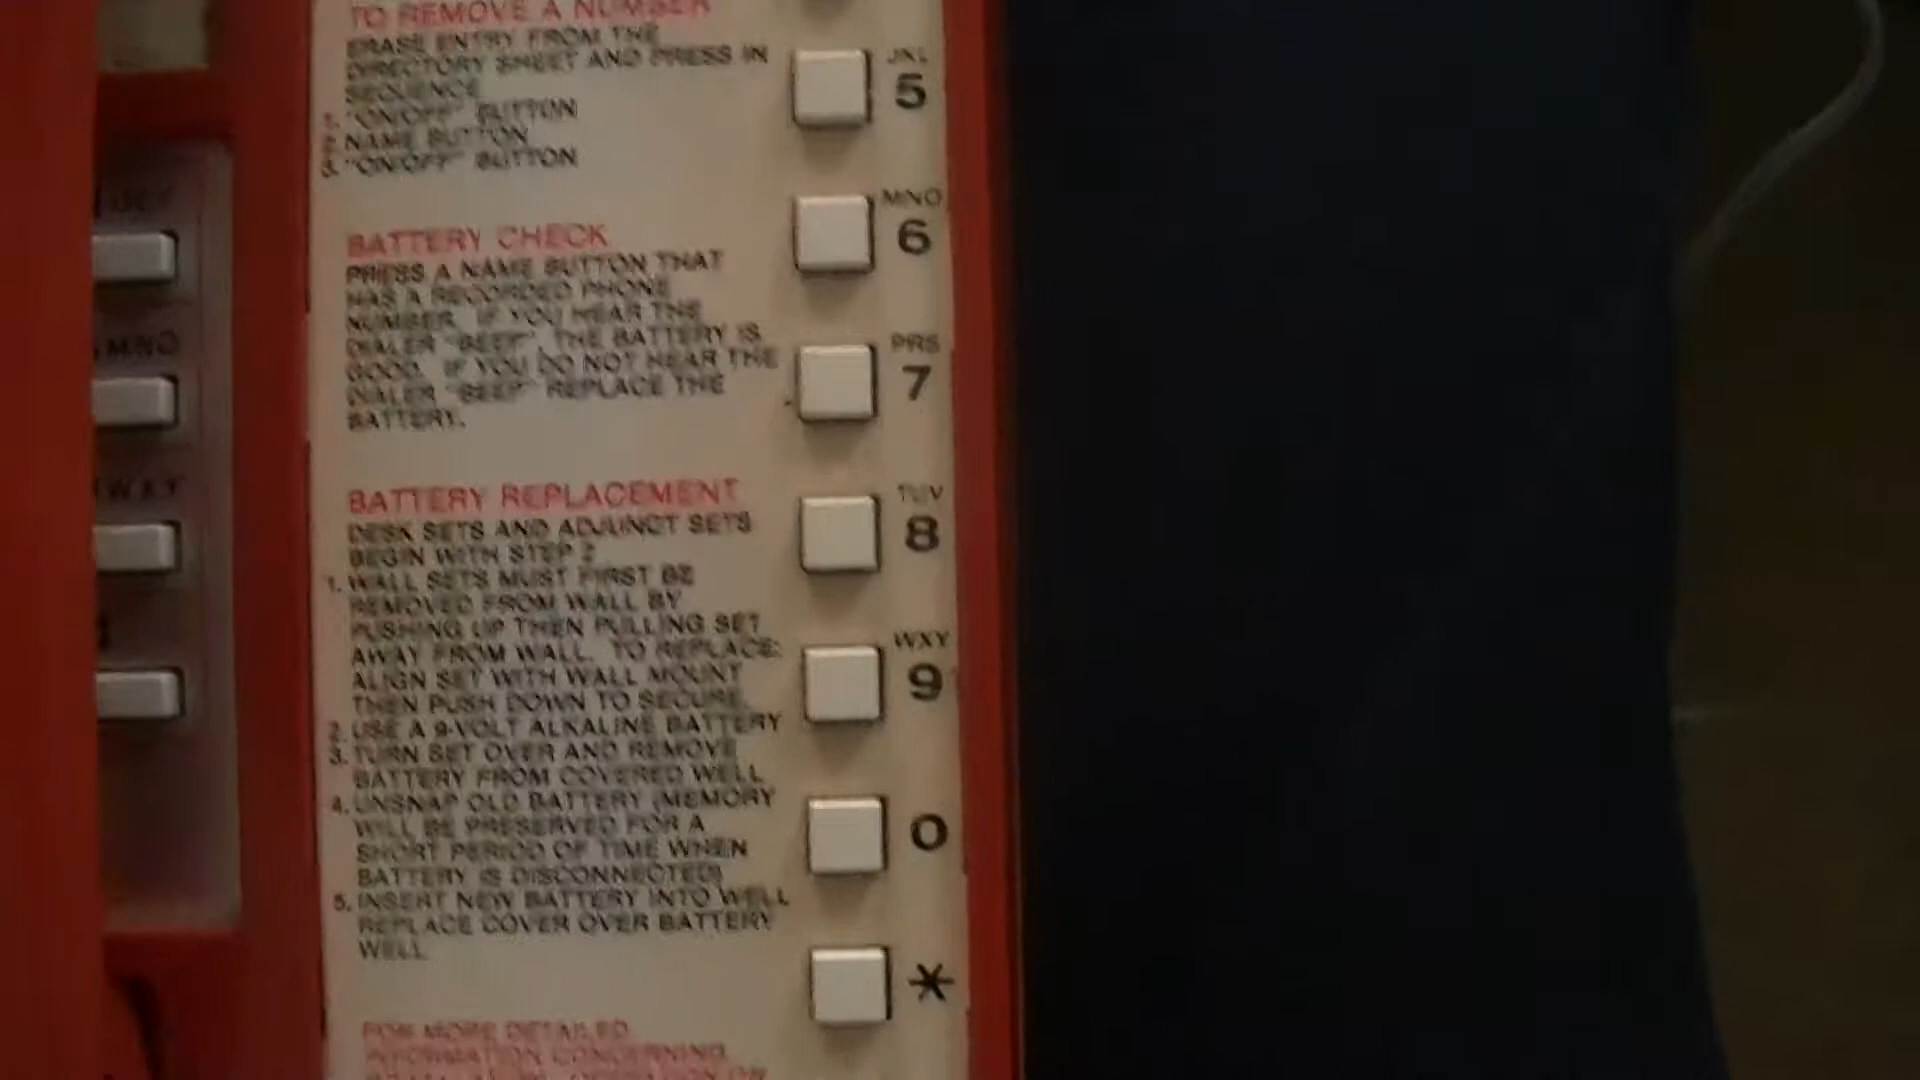 TO REMOVE A NUMBER
ERASE ENTRY FROM THE
DIRECTORY SHEET AND PRESS IN
SEQUENCE
1. "ON/OFF" BUTTON
2. NAME BUTTON
3. "ON/OFF" BUTTON
BATTERY CHECK
PRESS A NAME BUTTON THAT
HAS A RECORDED PHONE
NUMBER. IF YOU HEAR THE
DIALER "BEEP", THE BATTERY IS
GOOD. IF YOU DO NOT HEAR THE
DIALER "BEEP" REPLACE THE
BATTERY.
BATTERY REPLACEMENT
DESK SETS AND ADJUNCT SETS
BEGIN WITH STEP 2
1. WALL SETS MUST FIRST BE
REMOVED FROM WALL BY
PUSHING UP THEN PULLING SET
AWAY FROM WALL. TO REPLACE:
ALIGN SET WITH WALL MOUNT
THEN PUSH DOWN TO SECURE.
2. USE A 9-VOLT ALKALINE BATTERY
3. TURN SET OVER AND REMOVE
BATTERY FROM COVERED WELL
4. UNSNAP OLD BATTERY (MEMORY
WILL BE PRESERVED FOR A
SHORT PERIOD OF TIME WHEN
BATTERY IS DISCONNECTED)
5. INSERT NEW BATTERY INTO WELL
REPLACE COVER OVER BATTERY
WELL
FOR MORE DETAILED
INFORMATION CONCERNING
JKL
5
MNO
6
PRS
7
TUV
8
WXY
9
0
*
MNO
WXY